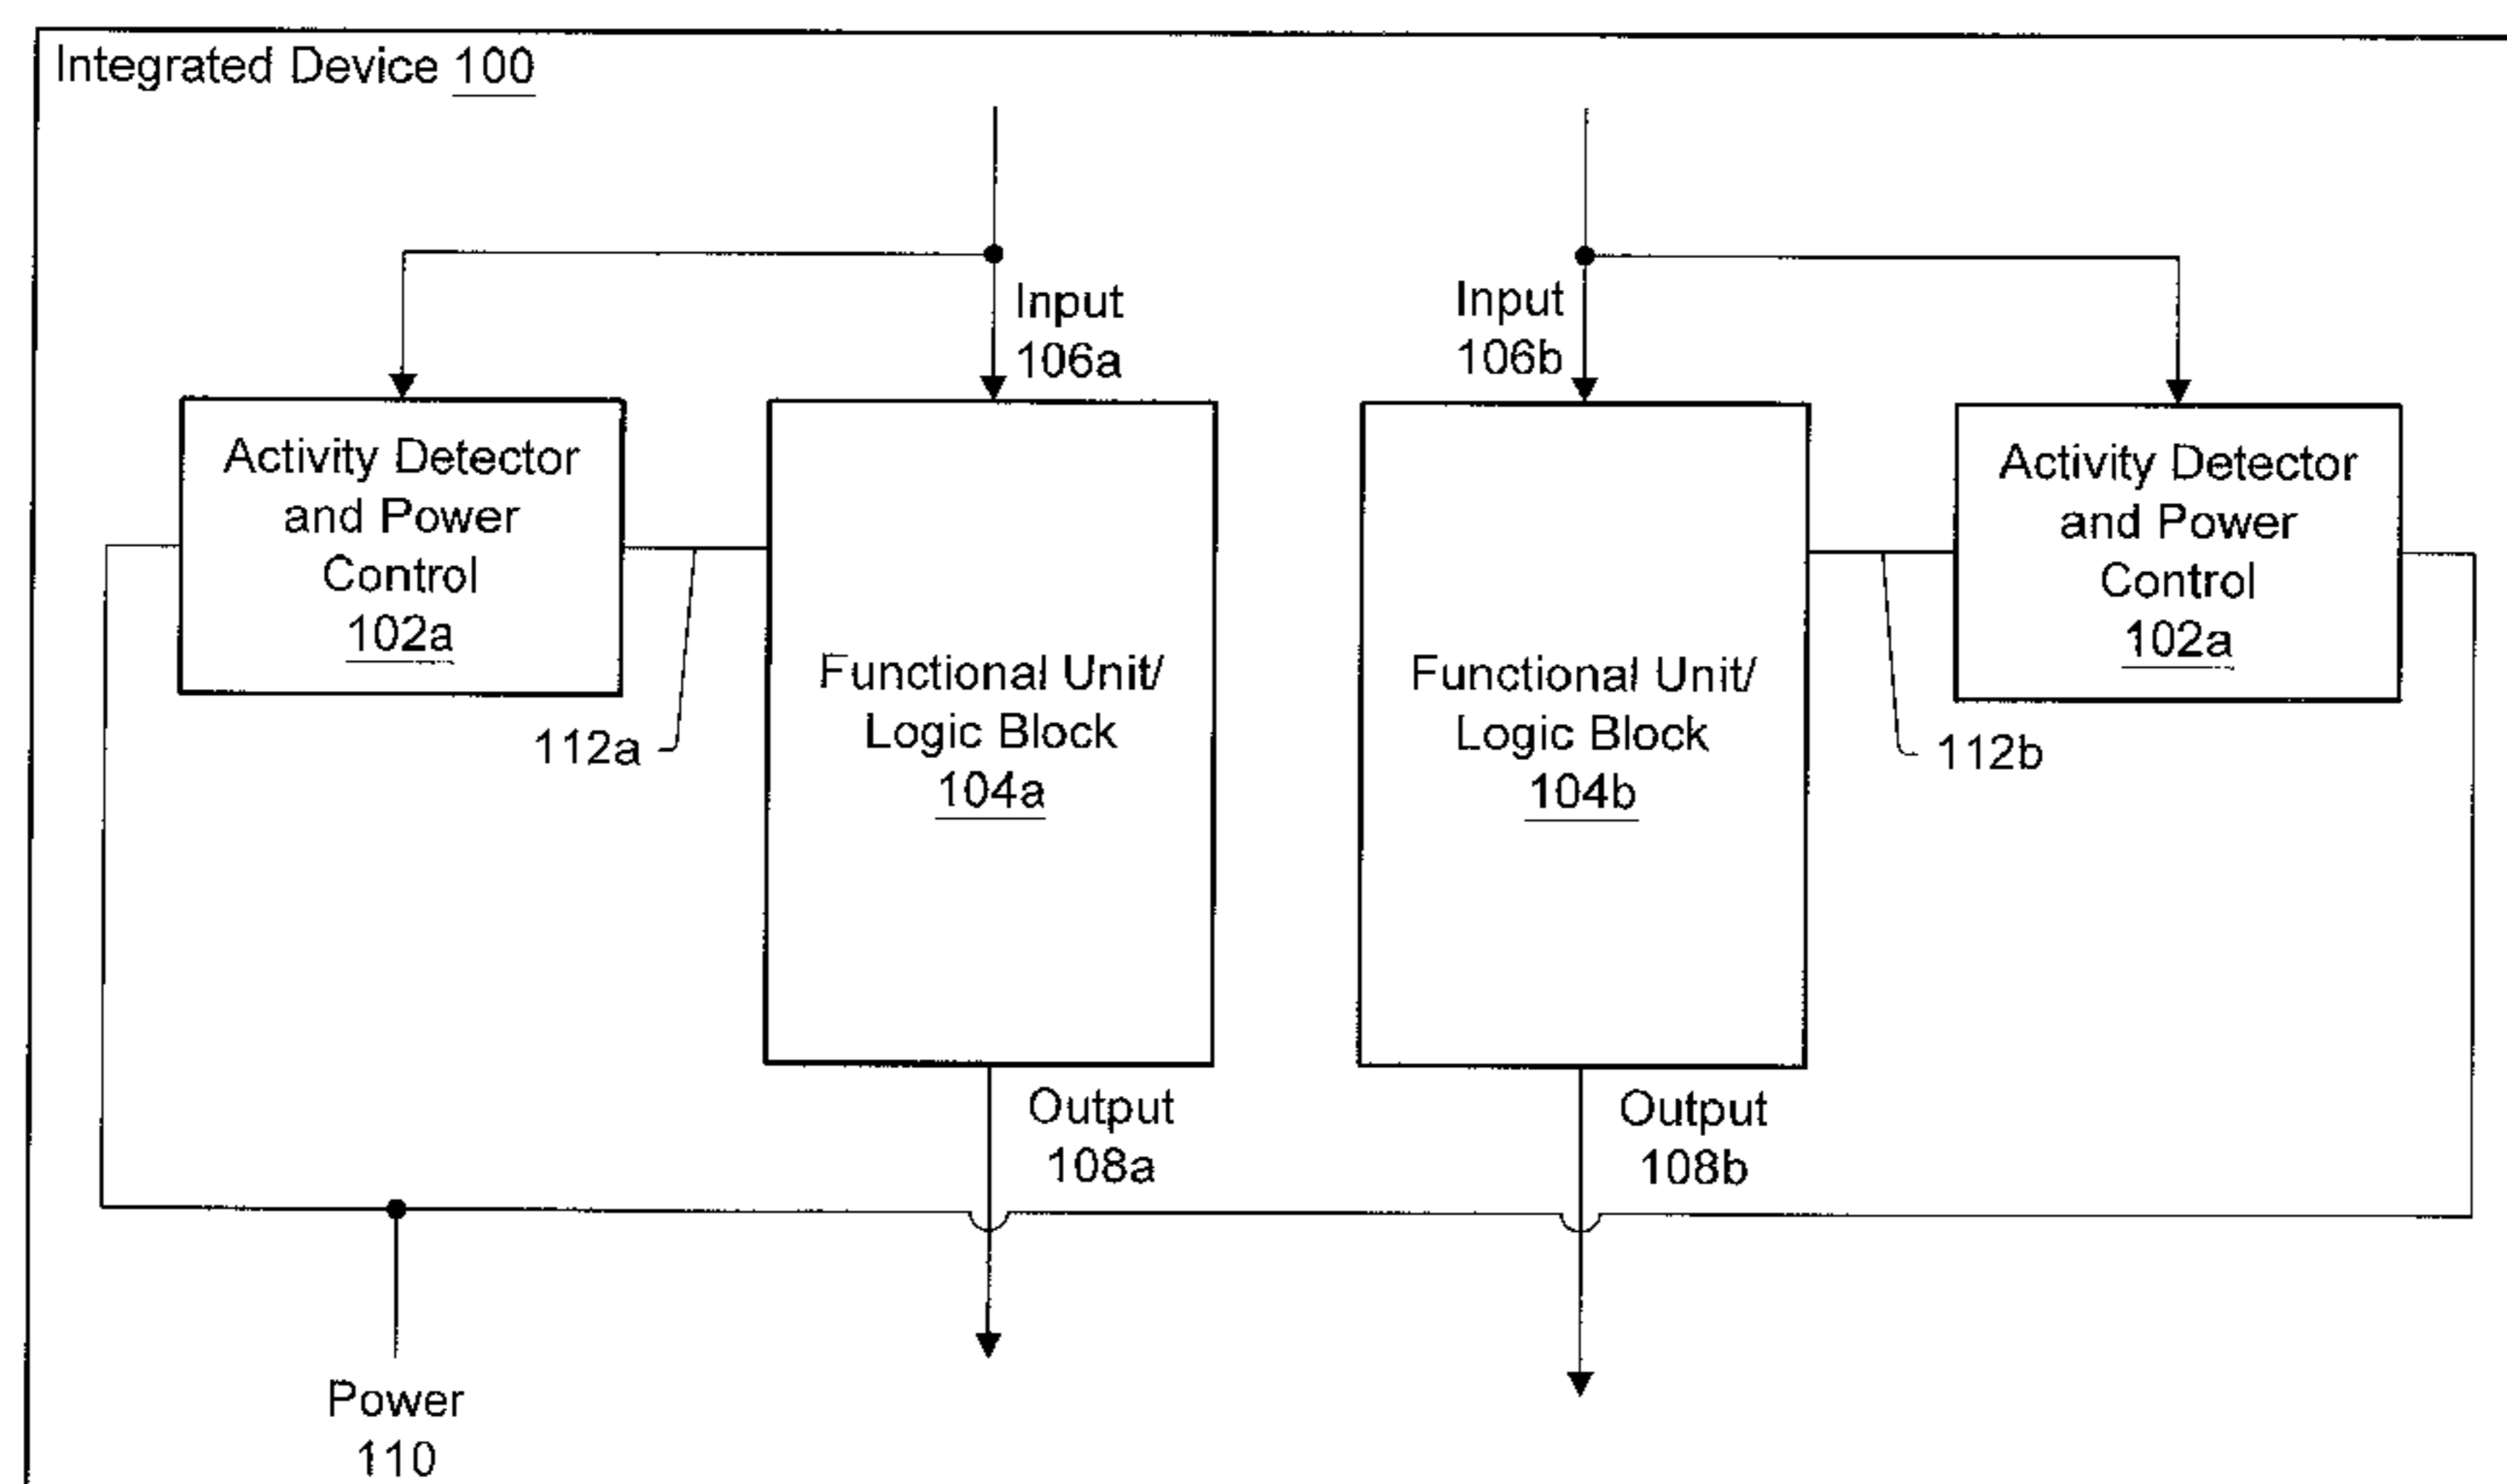 Integrated Device 100
Input
106a
Input
106b
Activity Detector
and Power
Control
102a
Functional Unit/
Logic Block
104a
Functional Unit/
Logic Block
104b
Activity Detector
and Power
Control
102a
112a
112b
Output
108a
Output
108b
Power
110